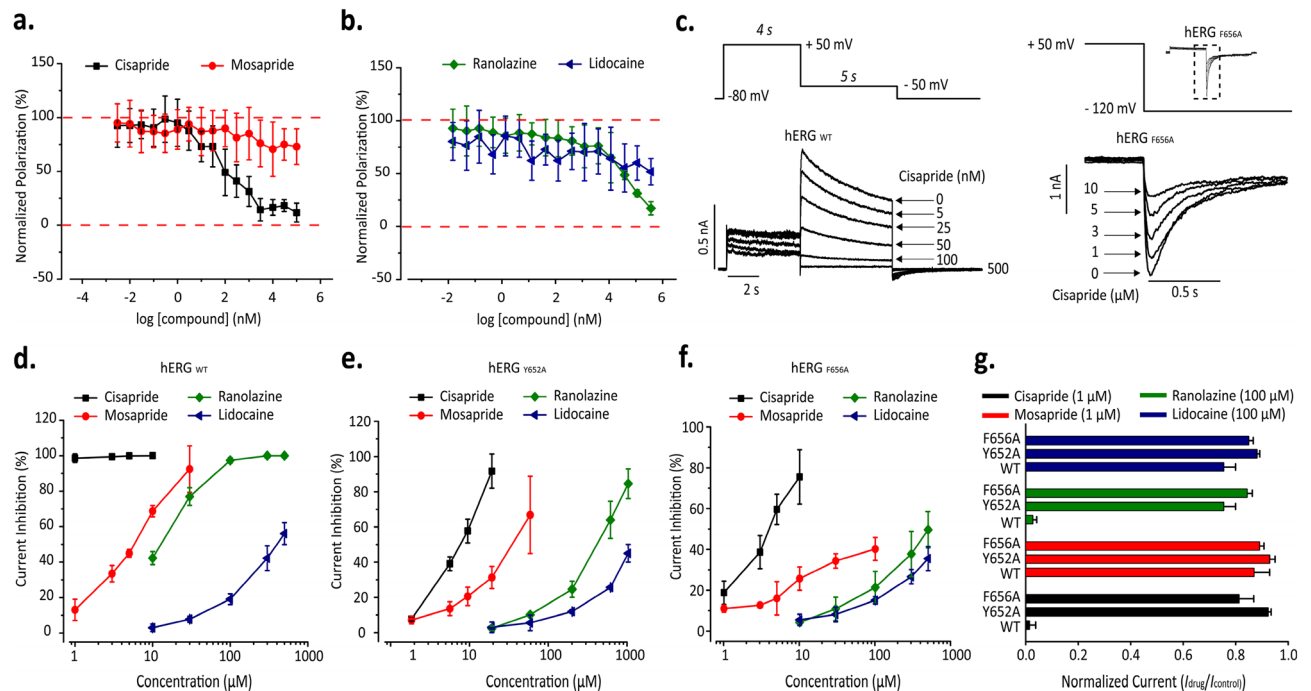 a.
Cisapride
Mosapride
Normalized Polarization (%)
150
100
50
0
-50
-4
-2
0
2
4
6
log [compound] (nM)
b.
Ranolazine
Lidocaine
Normalized Polarization (%)
150
100
50
0
-50
-2
0
2
4
6
log [compound] (nM)
c.
4 s
+ 50 mV
5 s
-80 mV
- 50 mV
hERG WT
Cisapride (nM)
0
5
25
50
100
500
0.5 nA
2 s
hERG F656A
+ 50 mV
- 120 mV
hERG F656A
1 nA
10
5
3
1
0
Cisapride (μM)
0.5 s
d.
hERG WT
Cisapride
Ranolazine
Mosapride
Lidocaine
Current Inhibition (%)
120
100
80
60
40
20
0
1
10
100
1000
Concentration (μM)
e.
hERG Y652A
Cisapride
Ranolazine
Mosapride
Lidocaine
Current Inhibition (%)
120
100
80
60
40
20
0
1
10
100
1000
Concentration (μM)
f.
hERG F656A
Cisapride
Ranolazine
Mosapride
Lidocaine
Current Inhibition (%)
100
80
60
40
20
0
1
10
100
1000
Concentration (μM)
g.
Cisapride (1 μM)
Ranolazine (100 μM)
Mosapride (1 μM)
Lidocaine (100 μM)
F656A
Y652A
WT
F656A
Y652A
WT
F656A
Y652A
WT
F656A
Y652A
WT
0.0
0.2
0.4
0.6
0.8
1.0
Normalized Current (Idrug/Icontrol)